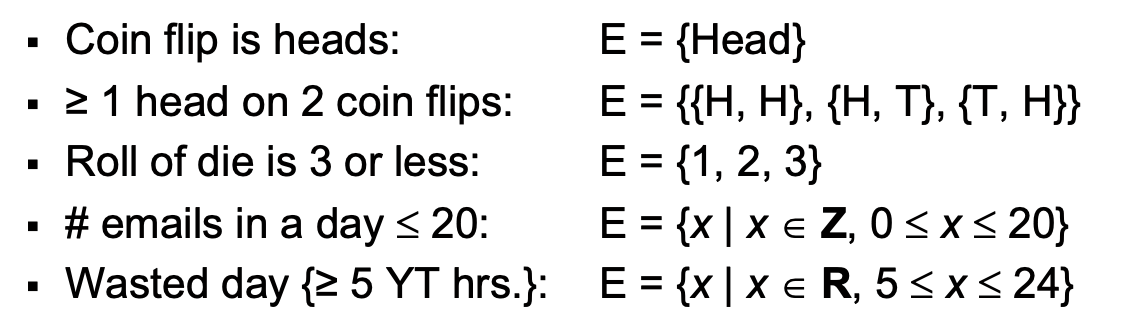 ▪ Coin flip is heads: E = {Head}
▪ ≥ 1 head on 2 coin flips: E = {{H, H}, {H, T}, {T, H}}
▪ Roll of die is 3 or less: E = {1, 2, 3}
▪ # emails in a day ≤ 20: E = {x | x ∈ Z, 0 ≤ x ≤ 20}
▪ Wasted day {≥ 5 YT hrs.}: E = {x | x ∈ R, 5 ≤ x ≤ 24}